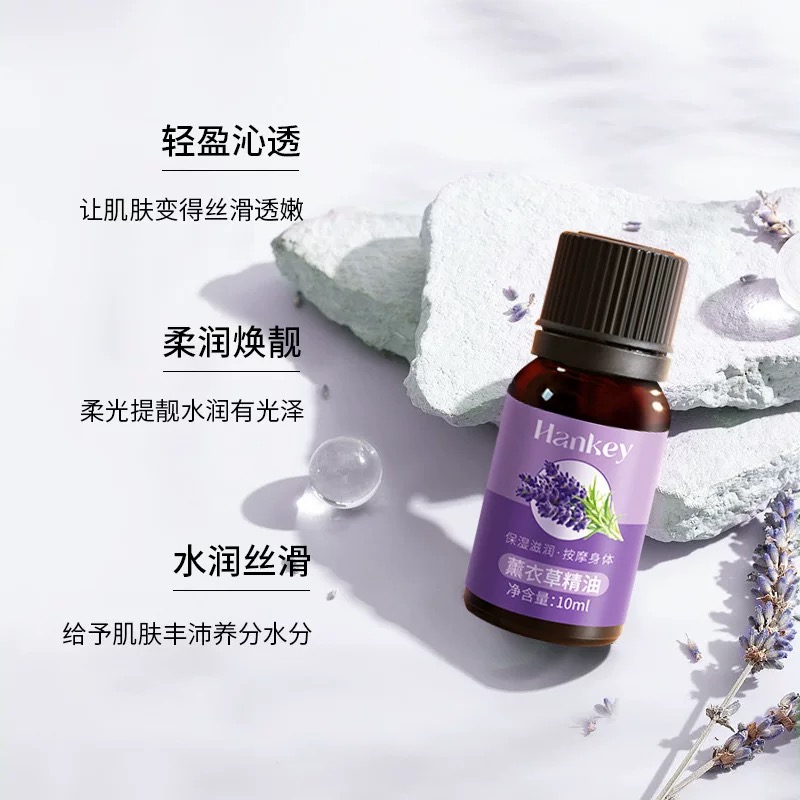 轻盈沁透
让肌肤变得丝滑透嫩
柔润焕靓
柔光提靓水润有光泽
水润丝滑
给予肌肤丰沛养分水分
Hankey
保湿滋润·按摩身体
薰衣草精油
净含量:10ml